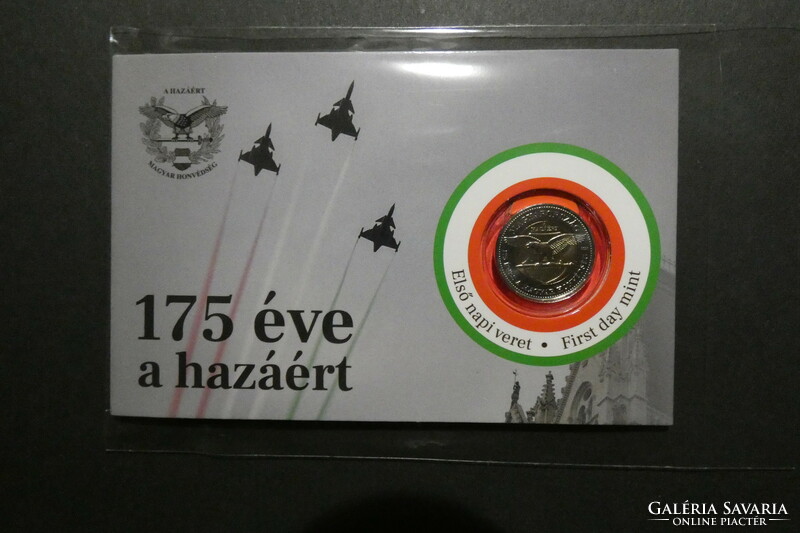 A HAZÁÉRT
MAGYAR HONVÉDSÉG
175 éve
a hazáért
Első napi veret • First day mint
GALÉRIA SAVARIA
ONLINE PIACTÉR